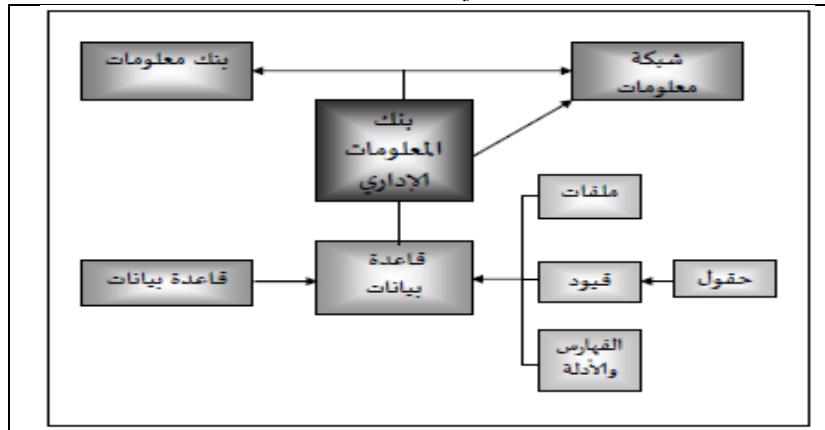 شبكة
معلومات
بنك معلومات
بنك
المعلومات
الإداري
ملفات
قاعدة
بيانات
قاعدة بيانات
حقول
قيود
الفهارس
والأدلة